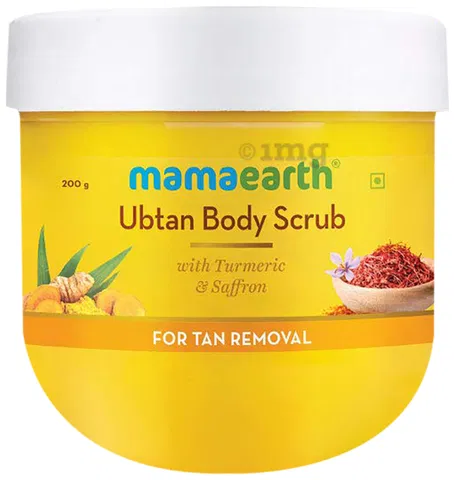 © 1mg
mamaearth®
200 g
Ubtan Body Scrub
with Turmeric
& Saffron
FOR TAN REMOVAL